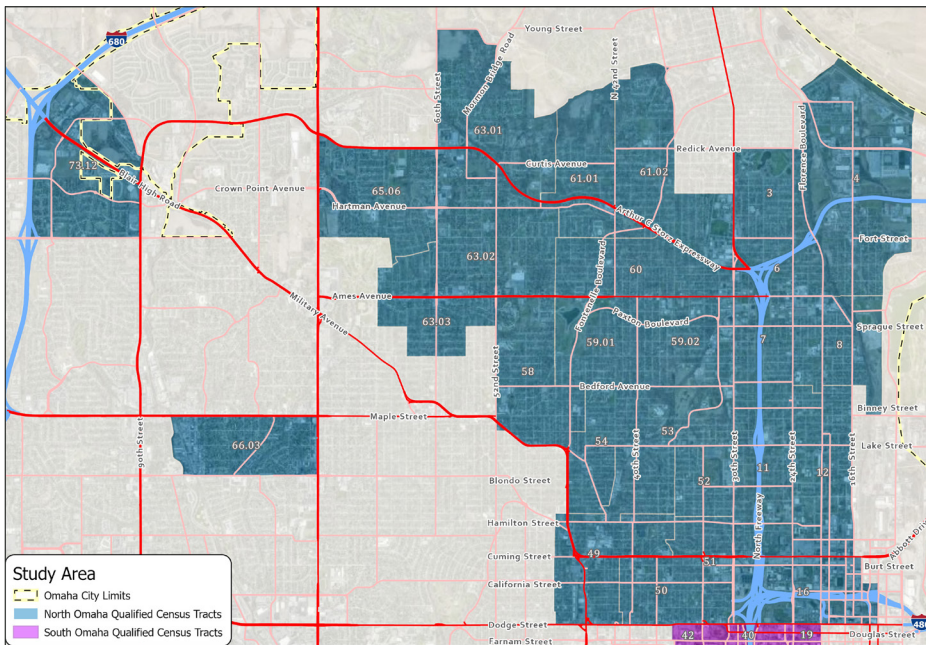 680
Young Street
60th Street
Mormon Bridge Road
N 42nd Street
Florence Boulevard
63.01
Redick Avenue
73.12
Blair High Road
Curtis Avenue
61.01
61.02
4
Crown Point Avenue
65.06
3
Hartman Avenue
Arthur C Storz Expressway
Fort Street
63.02
60
6
Fontenelle Boulevard
Military Avenue
Ames Avenue
63.03
Paxton Boulevard
Sprague Street
59.01
59.02
7
8
52nd Street
58
Bedford Avenue
Maple Street
Binney Street
90th Street
66.03
54
53
40th Street
30th Street
24th Street
16th Street
Lake Street
11
12
Blondo Street
52
Hamilton Street
North Freeway
Abbott Driv
Cuming Street
49
51
Burt Street
California Street
50
16
Dodge Street
480
42
40
19
Douglas Street
Farnam Street
Study Area
Omaha City Limits
North Omaha Qualified Census Tracts
South Omaha Qualified Census Tracts